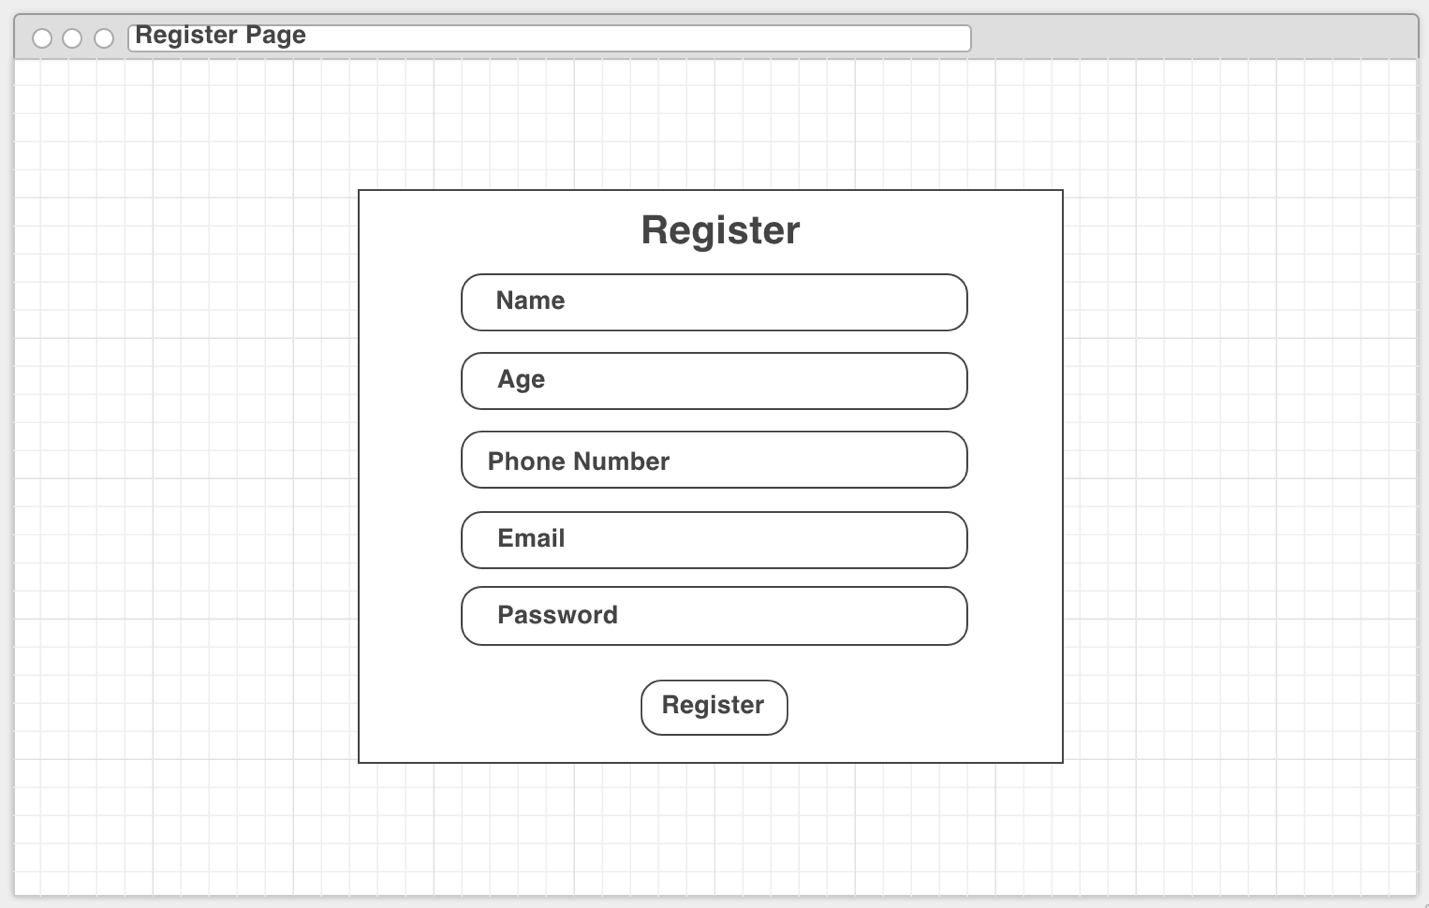 Register Page
Register
Name
Age
Phone Number
Email
Password
Register